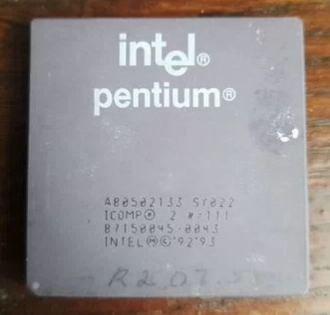 intel®
pentium®
A80502133 SY022
ICOMP® 2 #=111
B7150045-0043
INTEL Ⓜ © '92 '93
R207